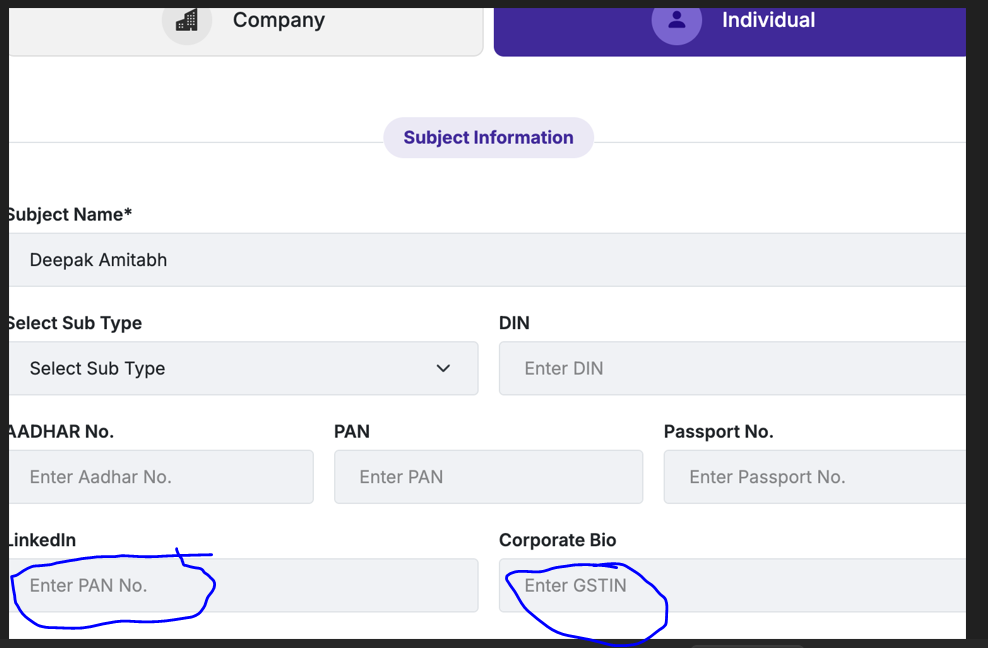 Company
Individual
Subject Information
Subject Name*
Deepak Amitabh
Select Sub Type
DIN
Select Sub Type
Enter DIN
AADHAR No.
PAN
Passport No.
Enter Aadhar No.
Enter PAN
Enter Passport No.
LinkedIn
Corporate Bio
Enter PAN No.
Enter GSTIN